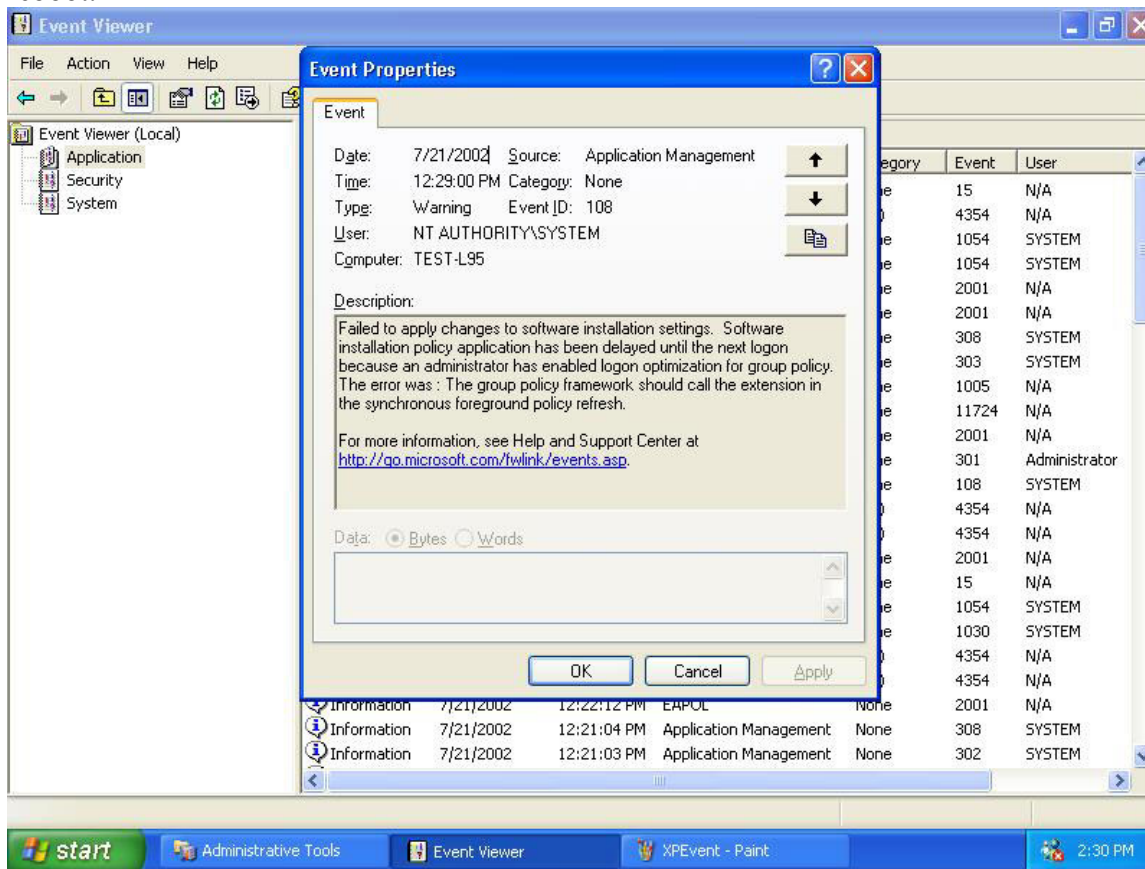 Event Viewer
File Action View Help
Event Viewer (Local)
Application
Security
System
Event Properties
Event
Date: 7/21/2002 Source: Application Management
Time: 12:29:00 PM Category: None
Type: Warning Event ID: 108
User: NT AUTHORITY\SYSTEM
Computer: TEST-L95
Description:
Failed to apply changes to software installation settings. Software
installation policy application has been delayed until the next logon
because an administrator has enabled logon optimization for group policy.
The error was : The group policy framework should call the extension in
the synchronous foreground policy refresh.
For more information, see Help and Support Center at
http://go.microsoft.com/fwlink/events.asp.
Data: Bytes Words
OK Cancel Apply
Event User
15 N/A
4354 N/A
1054 SYSTEM
1054 SYSTEM
2001 N/A
2001 N/A
308 SYSTEM
303 SYSTEM
1005 N/A
11724 N/A
2001 N/A
301 Administrator
108 SYSTEM
4354 N/A
4354 N/A
2001 N/A
15 N/A
1054 SYSTEM
1030 SYSTEM
4354 N/A
4354 N/A
Information 7/21/2002 12:22:12 PM EAPOL None 2001 N/A
Information 7/21/2002 12:21:04 PM Application Management None 308 SYSTEM
Information 7/21/2002 12:21:03 PM Application Management None 302 SYSTEM
start Administrative Tools Event Viewer XPEvent - Paint 2:30 PM